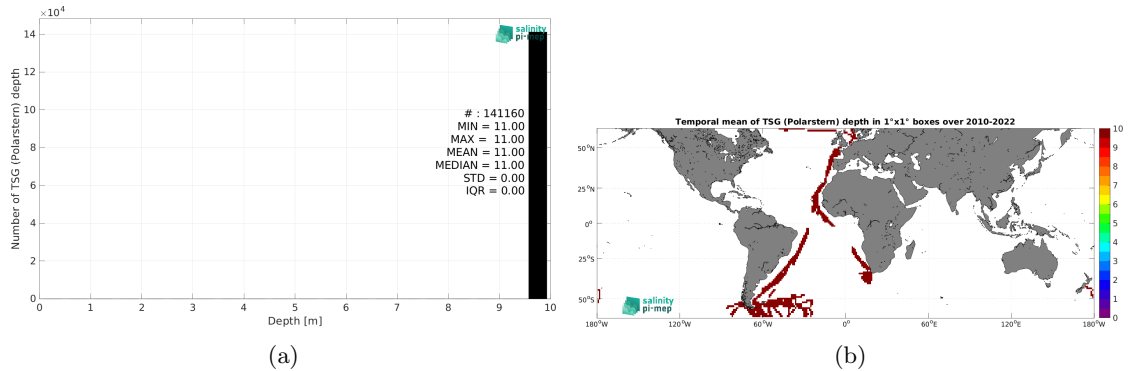 ×10⁴
14
12
10
8
6
4
2
0
Number of TSG (Polarstern) depth
salinity
pi-mep
# : 141160
MIN = 11.00
MAX = 11.00
MEAN = 11.00
MEDIAN = 11.00
STD = 0.00
IQR = 0.00
0 1 2 3 4 5 6 7 8 9 10
Depth [m]
(a)
Temporal mean of TSG (Polarstern) depth in 1°x1° boxes over 2010-2022
50°N
25°N
0°
25°S
50°S
salinity
pi-mep
180°W 120°W 60°W 0° 60°E 120°E 180°W
10
9
8
7
6
5
4
3
2
1
0
(b)